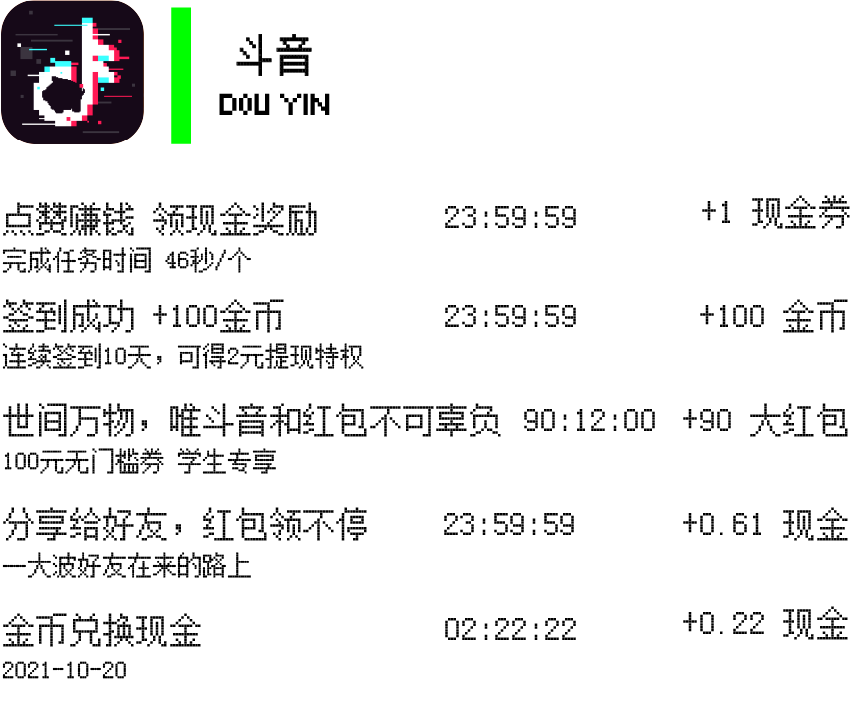 斗音
DOU YIN
点赞赚钱 领现金奖励 23:59:59 +1 现金券
完成任务时间 46秒/个
签到成功 +100金币 23:59:59 +100 金币
连续签到10天，可得2元提现特权
世间万物，唯斗音和红包不可辜负 90:12:00 +90 大红包
100元无门槛券 学生专享
分享给好友，红包领不停 23:59:59 +0.61 现金
一大波好友在来的路上
金币兑换现金 02:22:22 +0.22 现金
2021-10-20